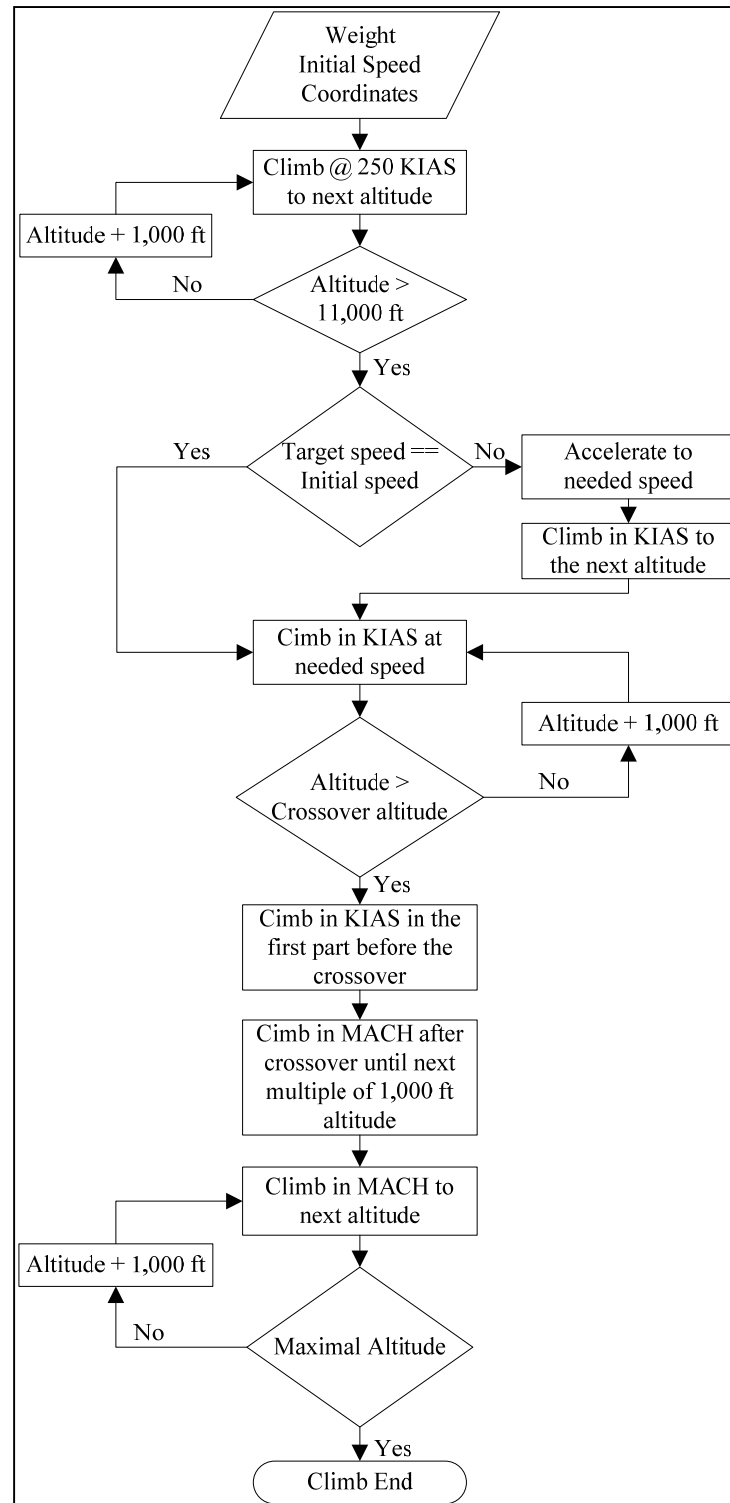 Weight
Initial Speed
Coordinates
Climb @ 250 KIAS
to next altitude
Altitude + 1,000 ft
No
Altitude >
11,000 ft
Yes
Yes
Target speed ==
Initial speed
No
Accelerate to
needed speed
Climb in KIAS to
the next altitude
Cimb in KIAS at
needed speed
Altitude + 1,000 ft
Altitude >
Crossover altitude
No
Yes
Cimb in KIAS in the
first part before the
crossover
Cimb in MACH after
crossover until next
multiple of 1,000 ft
altitude
Climb in MACH to
next altitude
Altitude + 1,000 ft
No
Maximal Altitude
Yes
Climb End